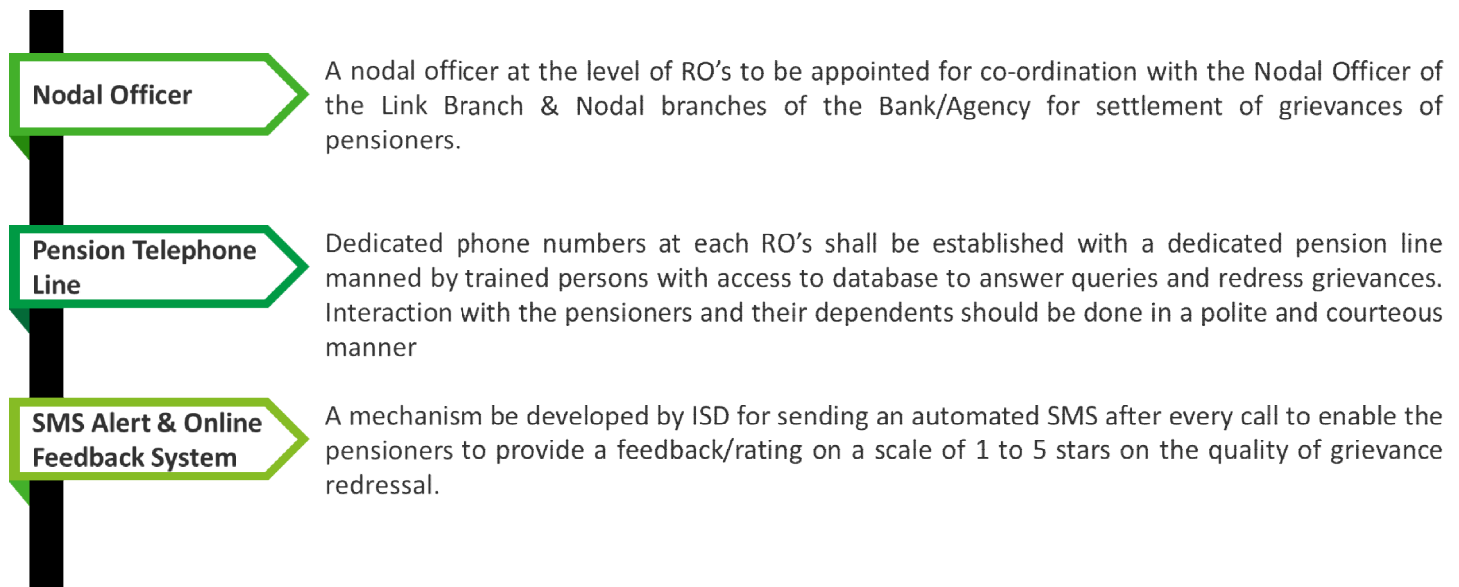 Nodal Officer
A nodal officer at the level of RO’s to be appointed for co-ordination with the Nodal Officer of
the Link Branch & Nodal branches of the Bank/Agency for settlement of grievances of
pensioners.
Pension Telephone
Line
Dedicated phone numbers at each RO’s shall be established with a dedicated pension line
manned by trained persons with access to database to answer queries and redress grievances.
Interaction with the pensioners and their dependents should be done in a polite and courteous
manner
SMS Alert & Online
Feedback System
A mechanism be developed by ISD for sending an automated SMS after every call to enable the
pensioners to provide a feedback/rating on a scale of 1 to 5 stars on the quality of grievance
redressal.